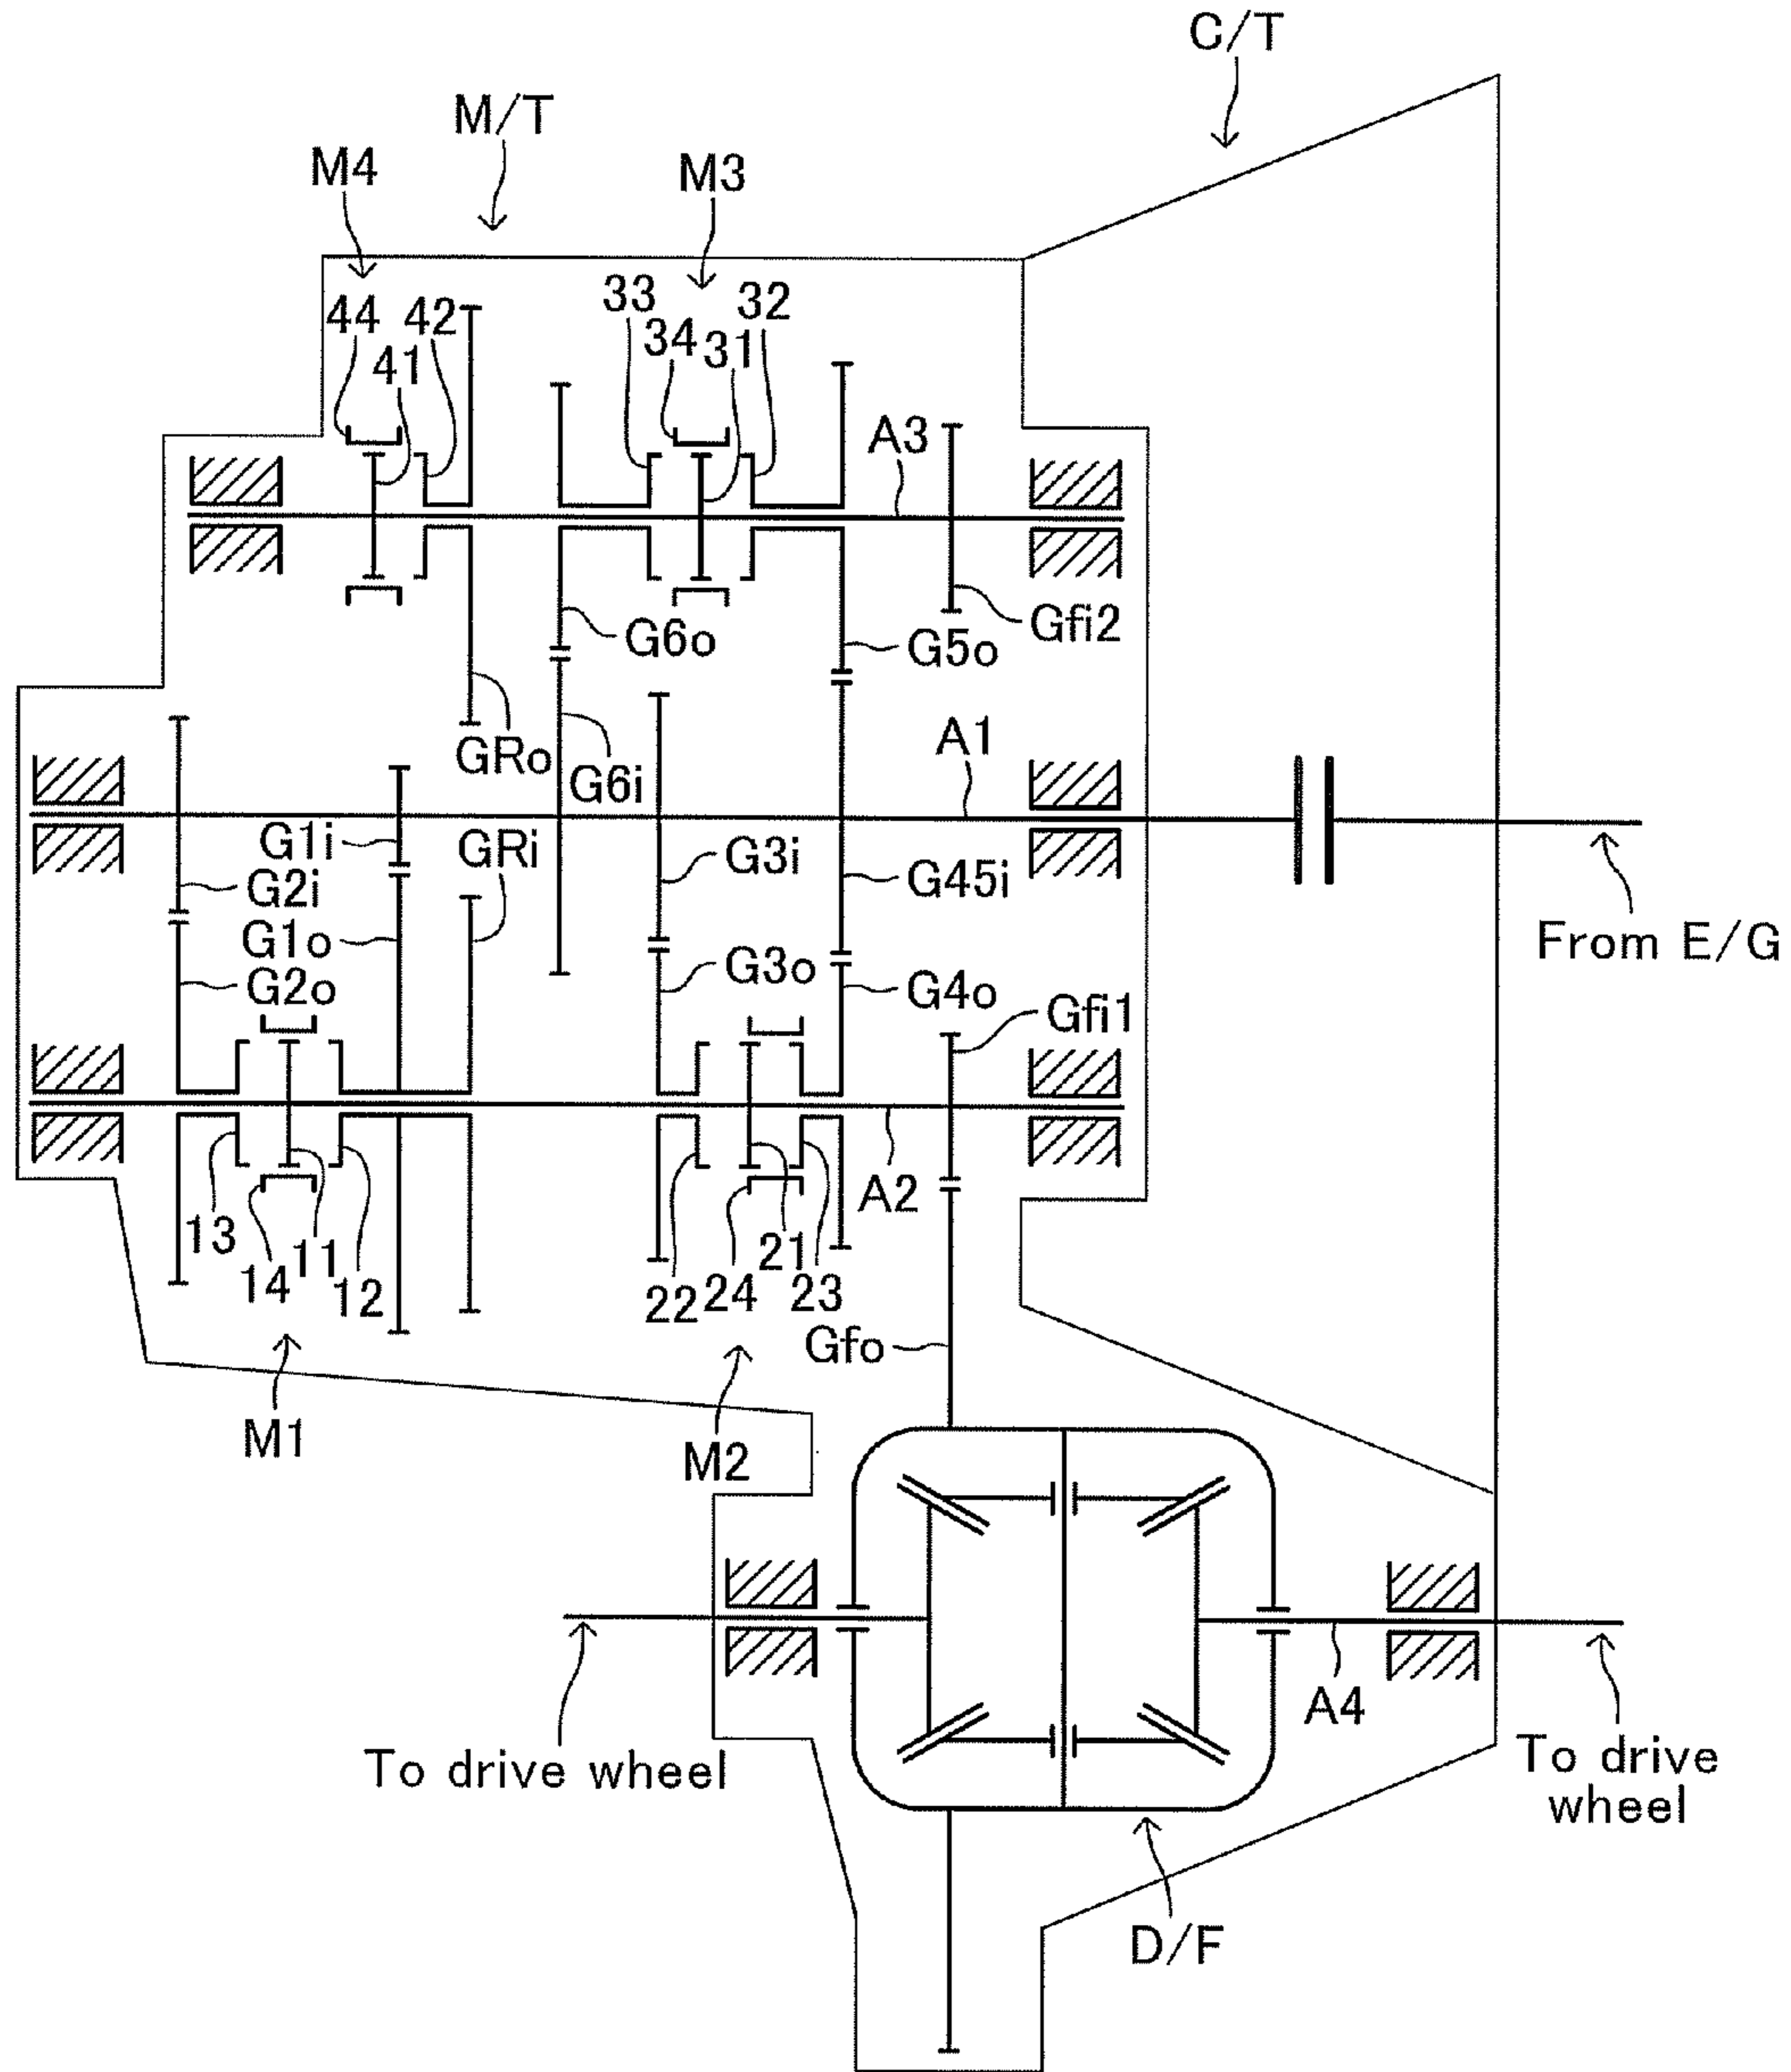 C/T
M/T
M4
M3
33
32
44
42
34
31
41
A3
G6o
G5o
Gfi2
A1
GRo
G6i
G1i
GRi
G3i
G45i
G2i
G1o
From E/G
G3o
G2o
G4o
Gfi1
A2
13
11
21
14
12
22
24
23
Gfo
M1
M2
A4
To drive wheel
To drive
wheel
D/F